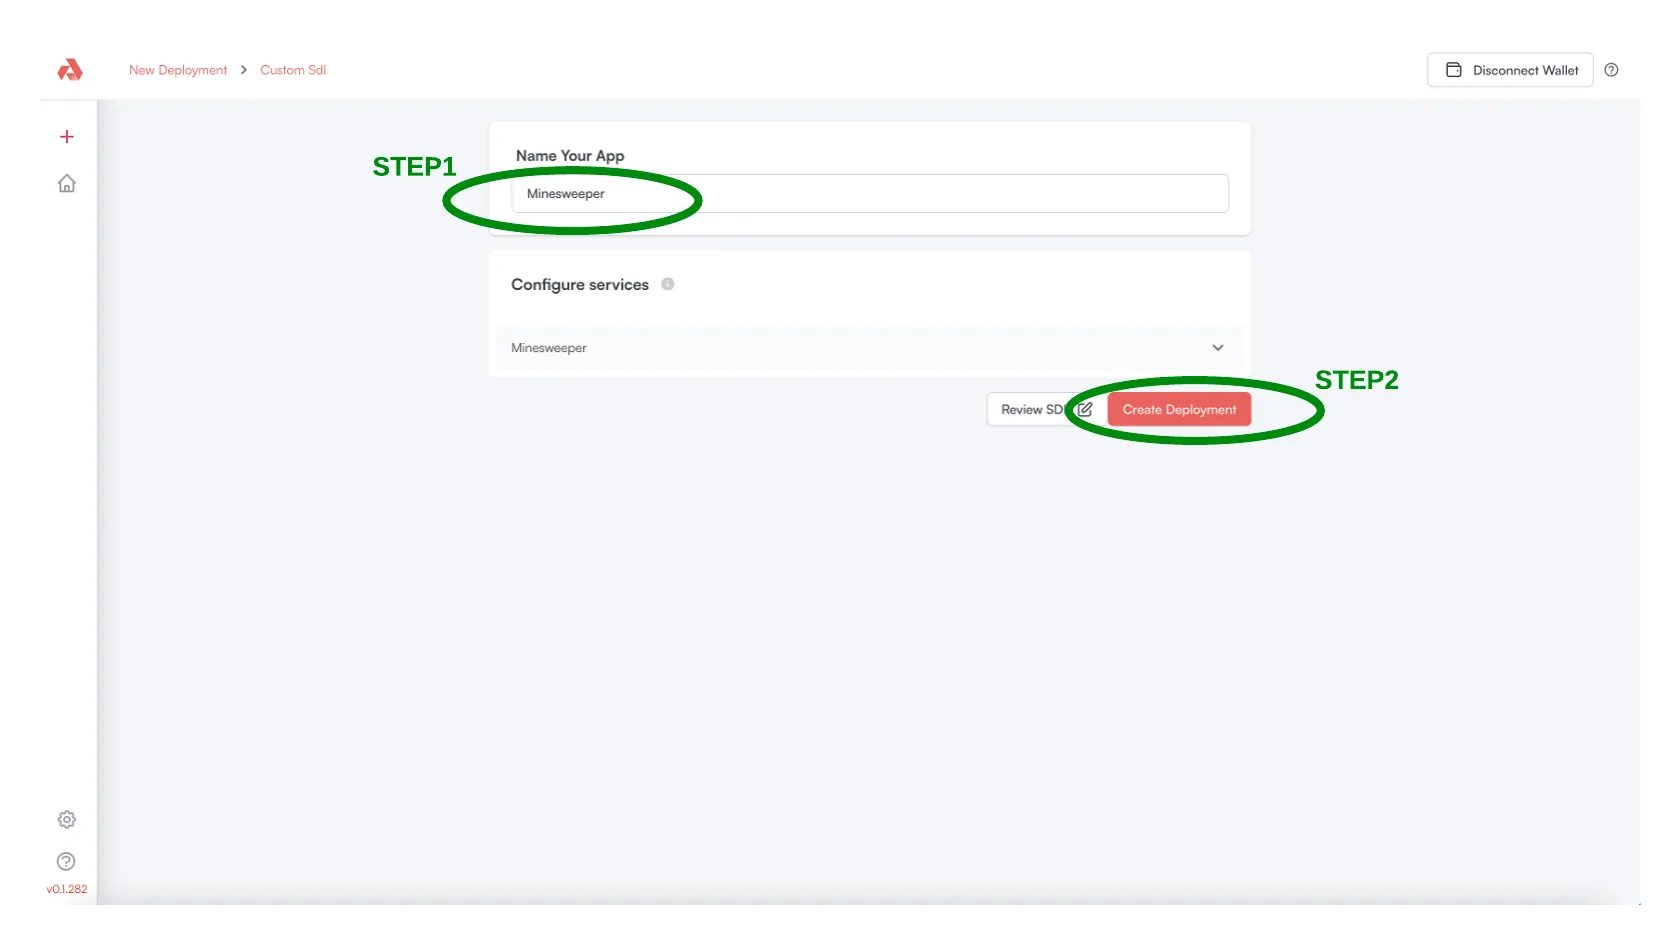 New Deployment > Custom Sdl
Disconnect Wallet
Name Your App
STEP1
Minesweeper
Configure services
Minesweeper
STEP2
Review SDL
Create Deployment
v0.1.282